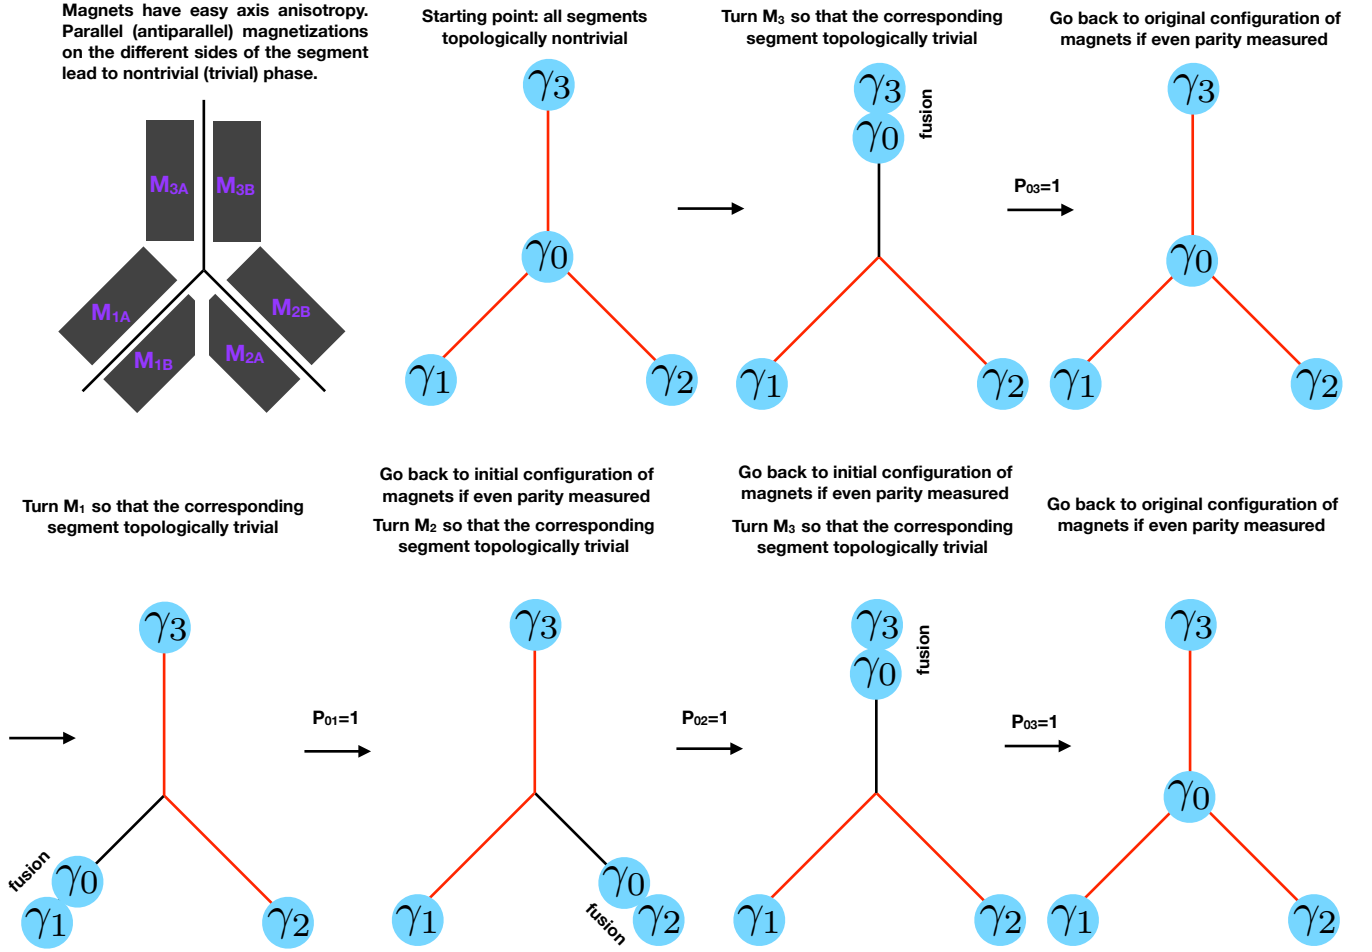 Magnets have easy axis anisotropy.
Parallel (antiparallel) magnetizations
on the different sides of the segment
lead to nontrivial (trivial) phase.
M3A
M3B
M1A
M2B
M1B
M2A
Starting point: all segments
topologically nontrivial
γ3
γ0
γ1
γ2
Turn M3 so that the corresponding
segment topologically trivial
γ3
γ0
fusion
γ1
γ2
P03=1
Go back to original configuration of
magnets if even parity measured
γ3
γ0
γ1
γ2
Turn M1 so that the corresponding
segment topologically trivial
γ3
fusion
γ0
γ1
γ2
P01=1
Go back to initial configuration of
magnets if even parity measured
Turn M2 so that the corresponding
segment topologically trivial
γ3
γ0
γ1
fusion
γ2
P02=1
Go back to initial configuration of
magnets if even parity measured
Turn M3 so that the corresponding
segment topologically trivial
γ3
γ0
fusion
γ1
γ2
P03=1
Go back to original configuration of
magnets if even parity measured
γ3
γ0
γ1
γ2